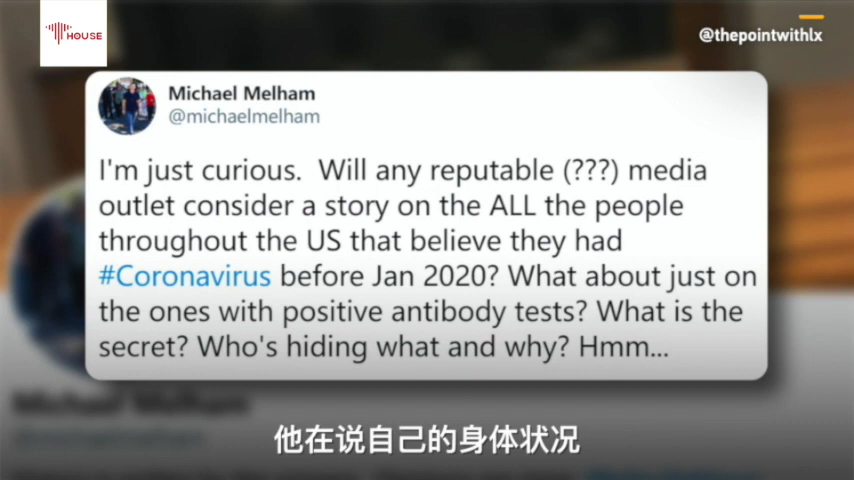 HOUSE
@thepointwithlx
Michael Melham
@michaelmelham
I'm just curious.  Will any reputable (???) media
outlet consider a story on the ALL the people
throughout the US that believe they had
#Coronavirus before Jan 2020? What about just on
the ones with positive antibody tests? What is the
secret? Who's hiding what and why? Hmm...
Michael Melham
他在说自己的身体状况